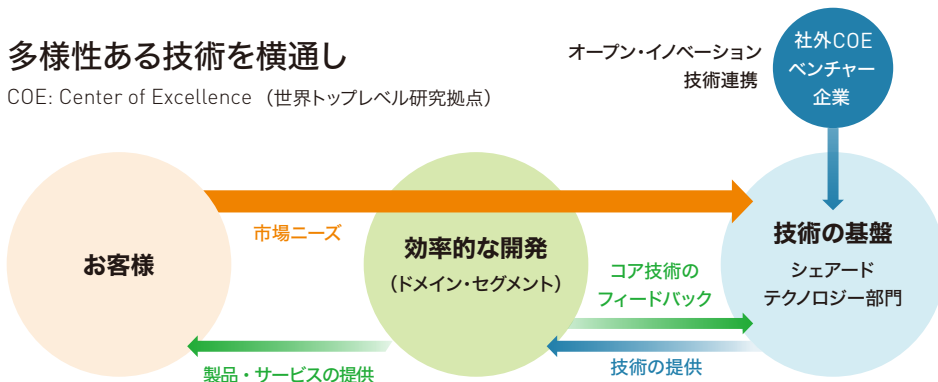 多様性ある技術を横通し
COE: Center of Excellence （世界トップレベル研究拠点）
オープン・イノベーション
技術連携
社外COE
ベンチャー
企業
市場ニーズ
お客様
効率的な開発
（ドメイン・セグメント）
技術の基盤
シェアード
テクノロジー部門
コア技術の
フィードバック
製品・サービスの提供
技術の提供